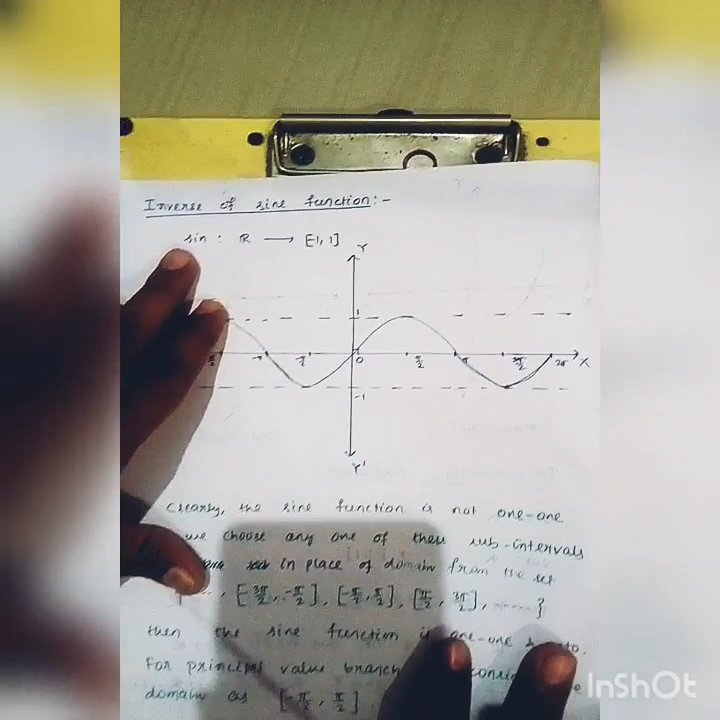 Inverse of sine function:-
sin : R → [-1, 1]
Y
1
-π π/2 0 π/2 π 3π/2 2π X
-1
Y'
Clearly, the sine function is not one-one
we choose any one of these sub-intervals
in place of domain from the set
, [-3π/2, -π/2], [-π/2, π/2], [π/2, 3π/2], ......}
then the sine function is one-one
For principal value branch
domain as [-π/2, π/2]
InShOt